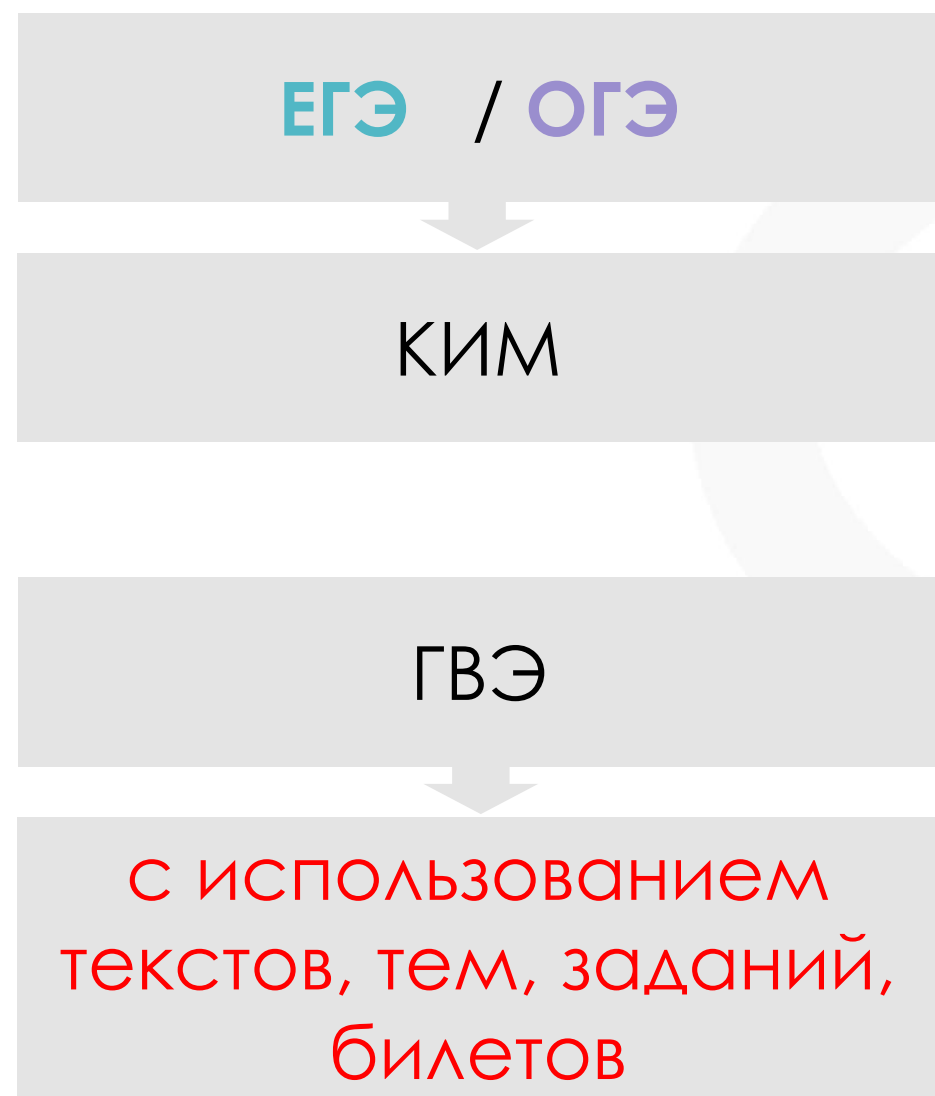 ЕГЭ / ОГЭ
КИМ
ГВЭ
с использованием
текстов, тем, заданий,
билетов